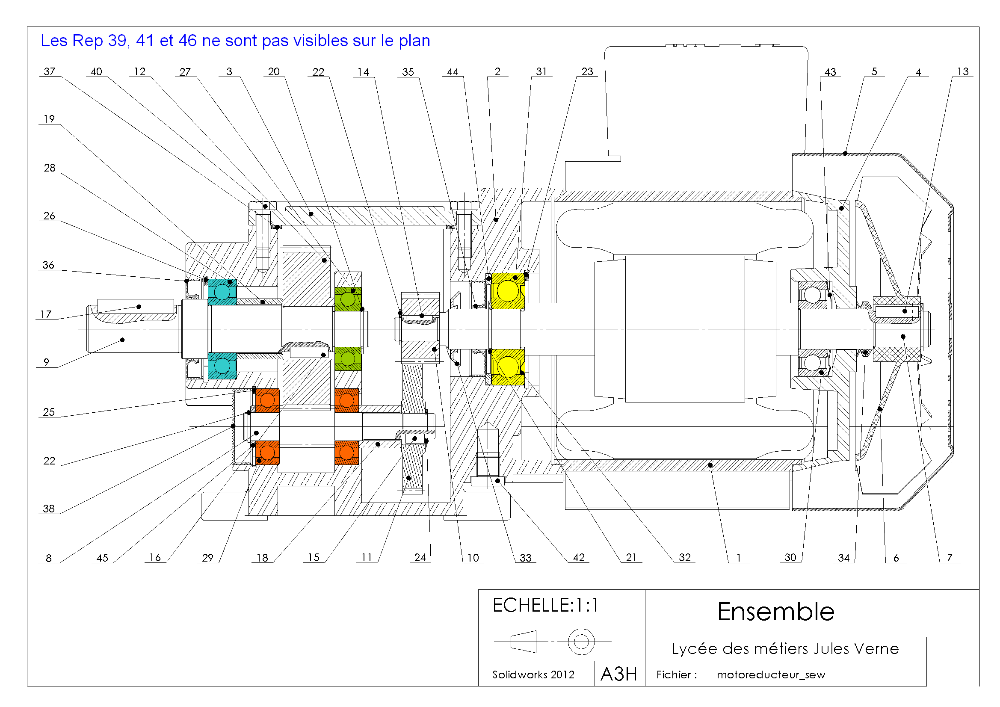 Les Rep 39, 41 et 46 ne sont pas visibles sur le plan
37 40 12 27 3 20 22 14 35 44 2 31 23 43 5 4 13
19
28
26
36
17
9
25
22
38
8 45 16 29 18 15 11 24 10 33 42 21 32 1 30 34 6 7
ECHELLE:1:1
Ensemble
Lycée des métiers Jules Verne
Solidworks 2012 A3H Fichier : motoreducteur_sew